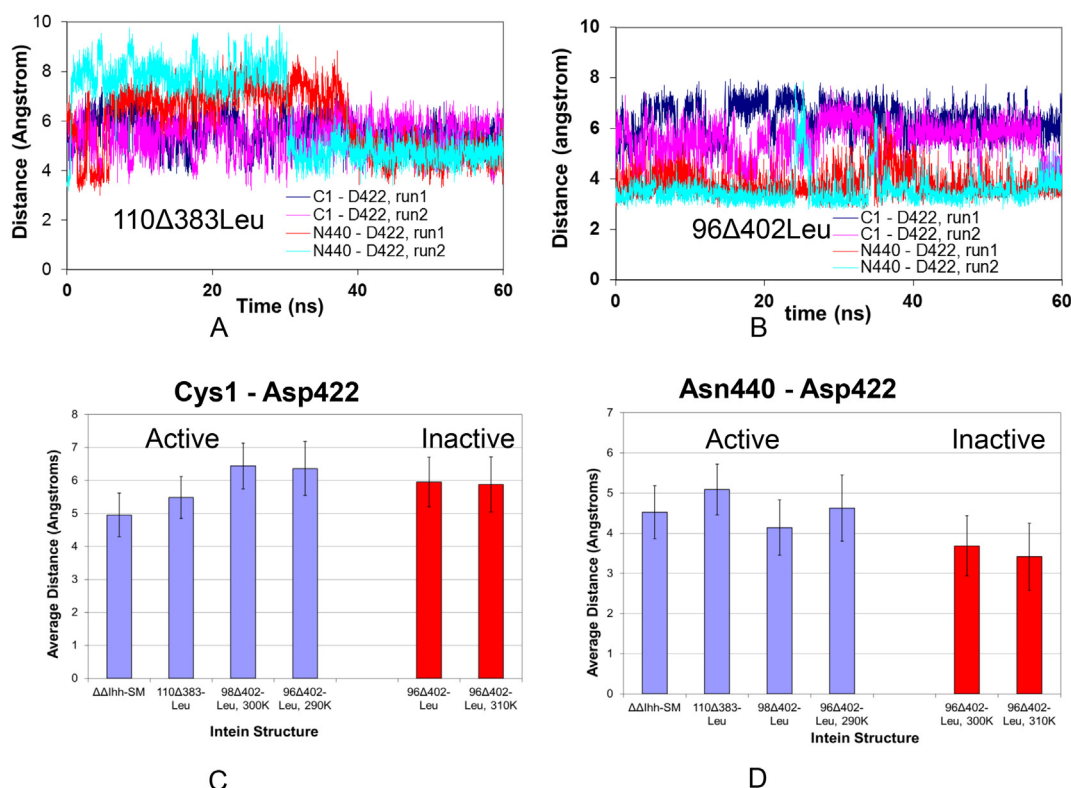 Distance (Angstrom)
10
8
6
4
2
0
110Δ383Leu
C1 - D422, run1
C1 - D422, run2
N440 - D422, run1
N440 - D422, run2
0
20
40
60
Time (ns)
A
Distance (angstrom)
10
8
6
4
2
0
96Δ402Leu
C1 - D422, run1
C1 - D422, run2
N440 - D422, run1
N440 - D422, run2
0
20
40
60
time (ns)
B
Cys1 - Asp422
Active
Inactive
Average Distance (Angstroms)
8
7
6
5
4
3
2
1
0
ΔΔIhh-SM
110Δ383-
Leu
98Δ402-
Leu, 300K
96Δ402-
Leu, 290K
96Δ402-
Leu
96Δ402-
Leu, 310K
Intein Structure
C
Asn440 - Asp422
Active
Inactive
Average Distance (Angstroms)
7
6
5
4
3
2
1
0
ΔΔIhh-SM
110Δ383-
Leu
98Δ402-
Leu
96Δ402-
Leu, 290K
96Δ402-
Leu, 300K
96Δ402-
Leu, 310K
Intein Structure
D